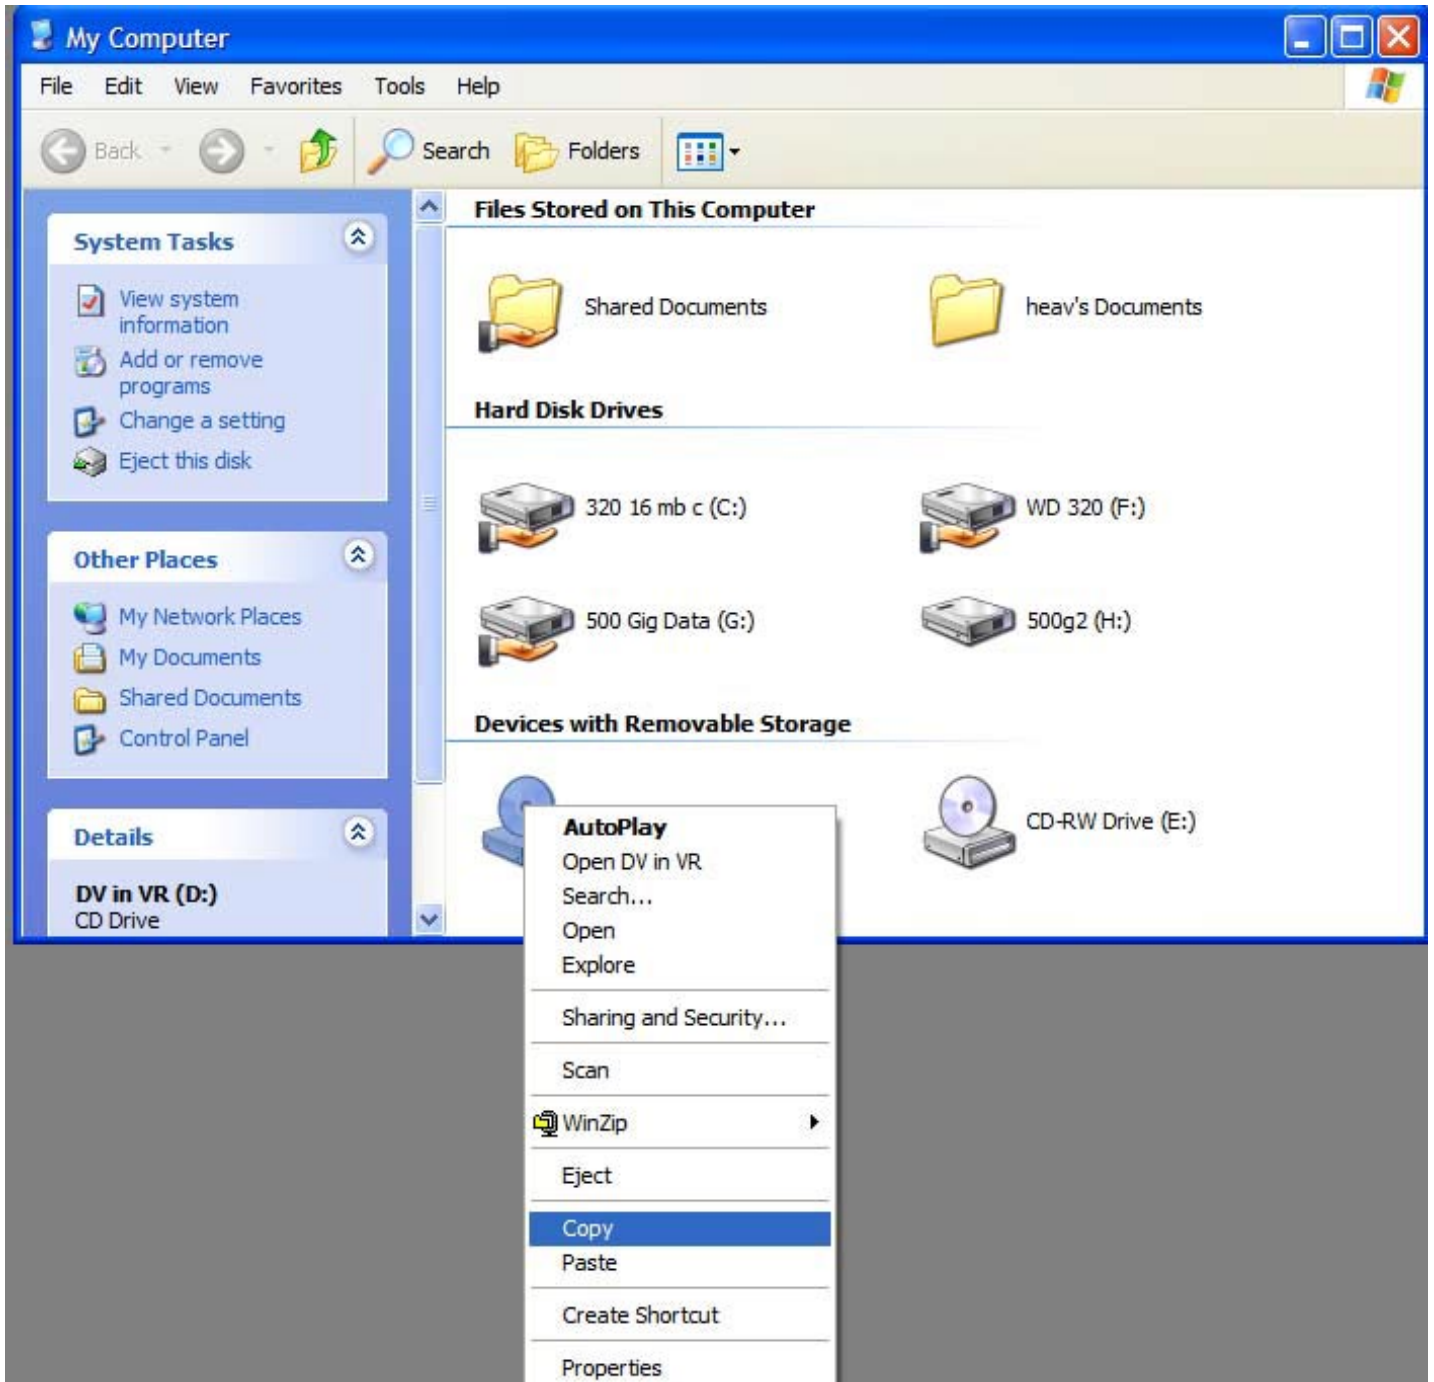 My Computer
File Edit View Favorites Tools Help
Back Search Folders
System Tasks
View system
information
Add or remove
programs
Change a setting
Eject this disk
Other Places
My Network Places
My Documents
Shared Documents
Control Panel
Details
DV in VR (D:)
CD Drive
Files Stored on This Computer
Shared Documents
heav's Documents
Hard Disk Drives
320 16 mb c (C:)
WD 320 (F:)
500 Gig Data (G:)
500g2 (H:)
Devices with Removable Storage
CD-RW Drive (E:)
AutoPlay
Open DV in VR
Search...
Open
Explore
Sharing and Security...
Scan
WinZip
Eject
Copy
Paste
Create Shortcut
Properties